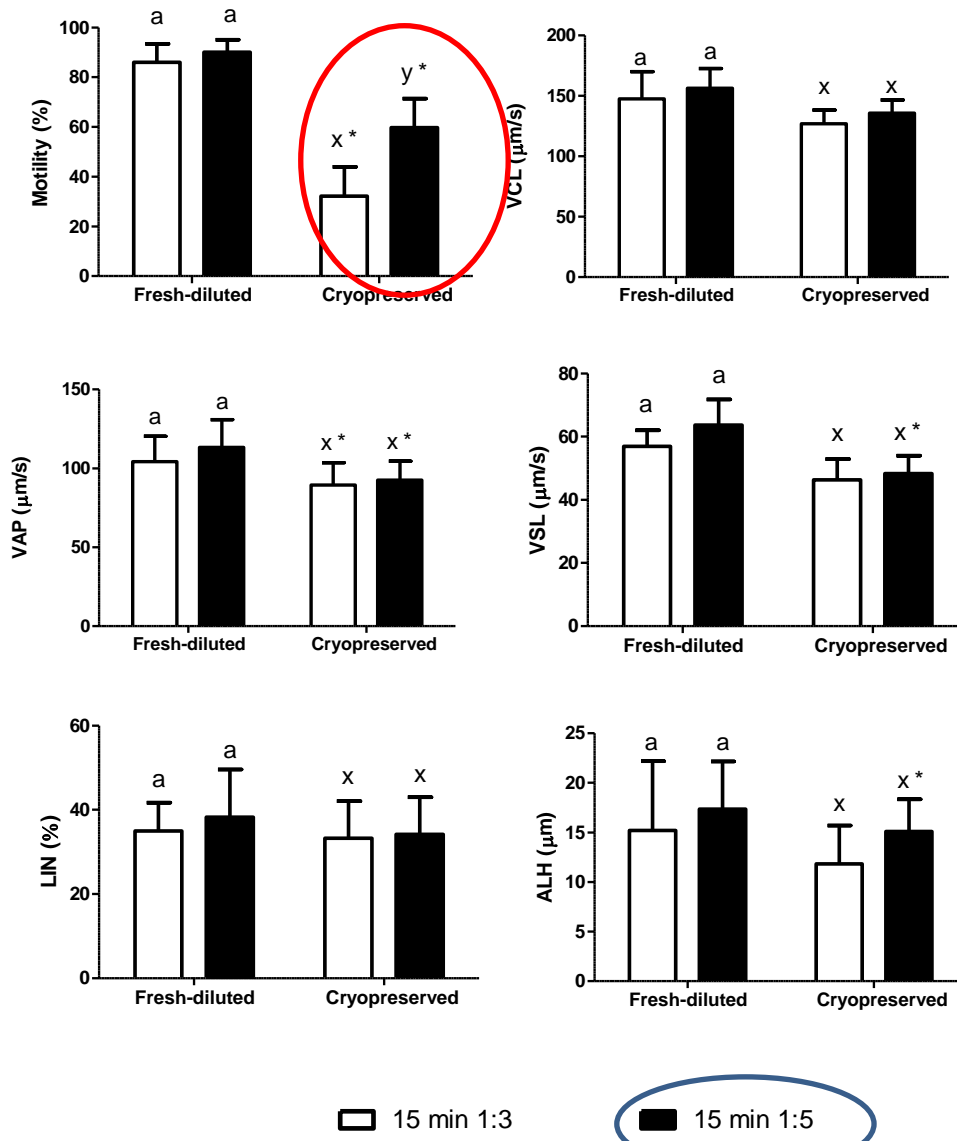 a a
x *
y *
100
80
60
40
20
0
Motility (%)
Fresh-diluted Cryopreserved
a a
x x
200
150
100
50
0
VCL (μm/s)
Fresh-diluted Cryopreserved
a a
x * x *
150
100
50
0
VAP (μm/s)
Fresh-diluted Cryopreserved
a a
x x *
80
60
40
20
0
VSL (μm/s)
Fresh-diluted Cryopreserved
a a
x x
60
40
20
0
LIN (%)
Fresh-diluted Cryopreserved
a a
x x *
25
20
15
10
5
0
ALH (μm)
Fresh-diluted Cryopreserved
15 min 1:3 15 min 1:5